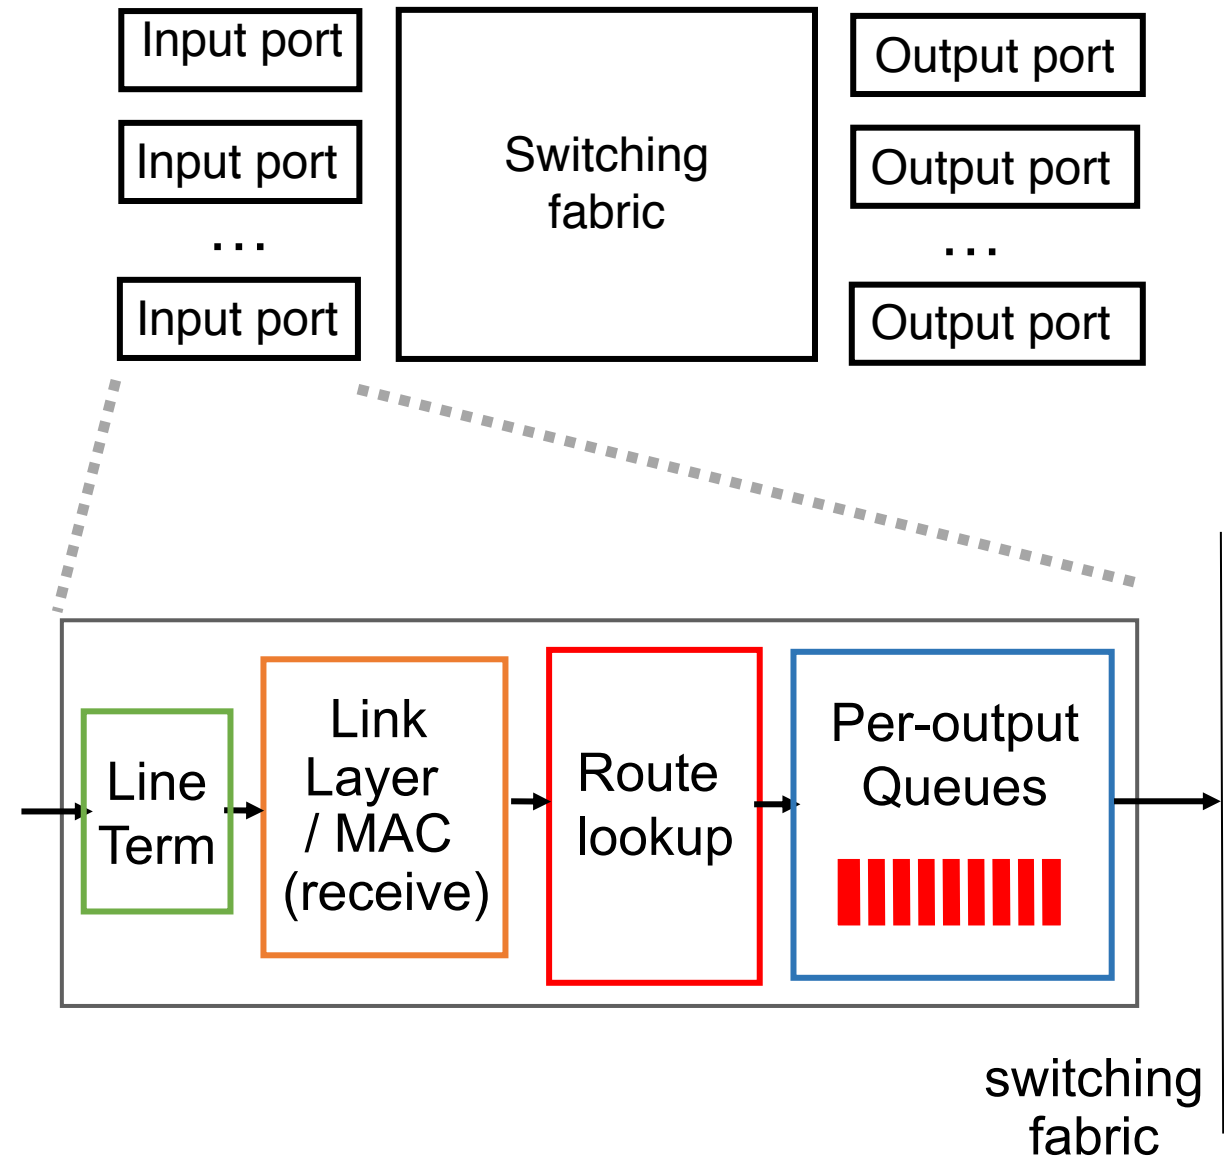 Input port
Input port
...
Input port
Switching
fabric
Output port
Output port
...
Output port
Line
Term
Link
Layer
/ MAC
(receive)
Route
lookup
Per-output
Queues
switching
fabric